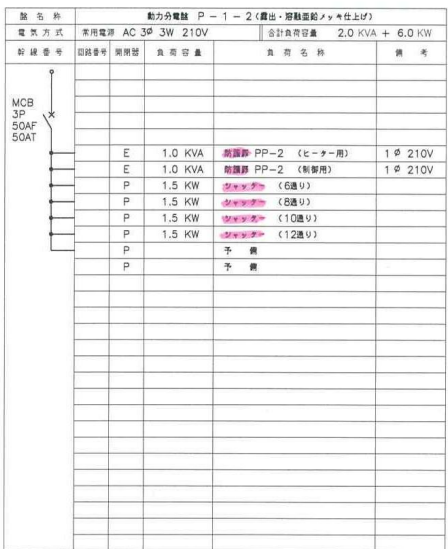 盤名称 動力分電盤 P-1-2(露出・溶融亜鉛メッキ仕上げ)
電気方式 常用電源 AC 3Φ 3W 210V 合計負荷容量 2.0 KVA + 6.0 KW
幹線番号 回路番号 開閉器 負荷容量 負荷名称 備考
MCB
3P
50AF
50AT
E 1.0 KVA PP-2 (ヒーター用) 1Φ 210V
E 1.0 KVA PP-2 (制御用) 1Φ 210V
P 1.5 KW シャッター (6通り)
P 1.5 KW シャッター (8通り)
P 1.5 KW シャッター (10通り)
P 1.5 KW シャッター (12通り)
P 予備
P 予備